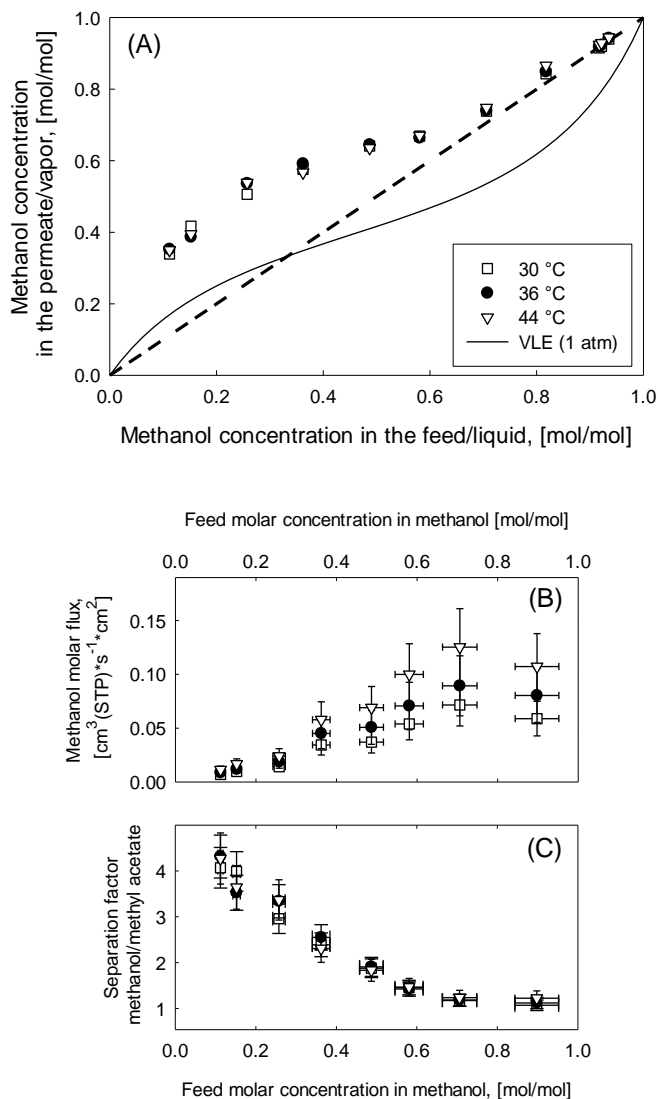 (A)
1.0
0.8
0.6
0.4
0.2
0.0
Methanol concentration
in the permeate/vapor, [mol/mol]
30 °C
36 °C
44 °C
VLE (1 atm)
0.0 0.2 0.4 0.6 0.8 1.0
Methanol concentration in the feed/liquid, [mol/mol]
Feed molar concentration in methanol [mol/mol]
0.0 0.2 0.4 0.6 0.8 1.0
(B)
0.15
0.10
0.05
0.00
Methanol molar flux,
[cm³(STP)*s⁻¹*cm²]
(C)
4
3
2
1
Separation factor
methanol/methyl acetate
0.0 0.2 0.4 0.6 0.8 1.0
Feed molar concentration in methanol, [mol/mol]